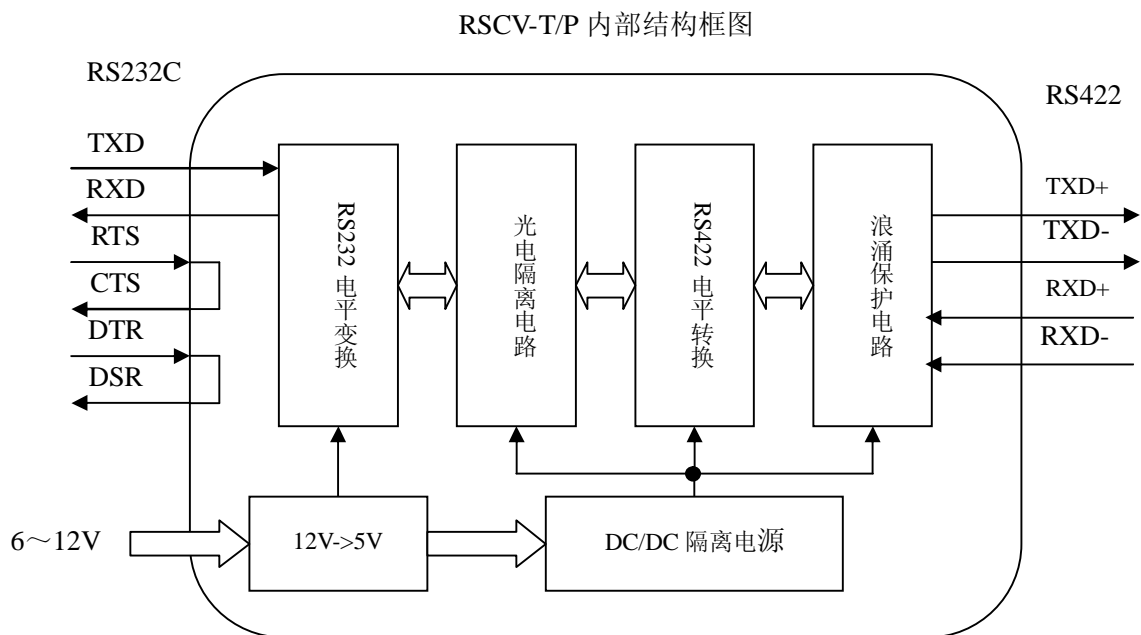 RSCV-T/P 内部结构框图
RS232C
RS422
TXD
RXD
RTS
CTS
DTR
DSR
RS232 电平变换
光电隔离电路
RS422 电平转换
浪涌保护电路
TXD+
TXD-
RXD+
RXD-
6～12V
12V->5V
DC/DC 隔离电源